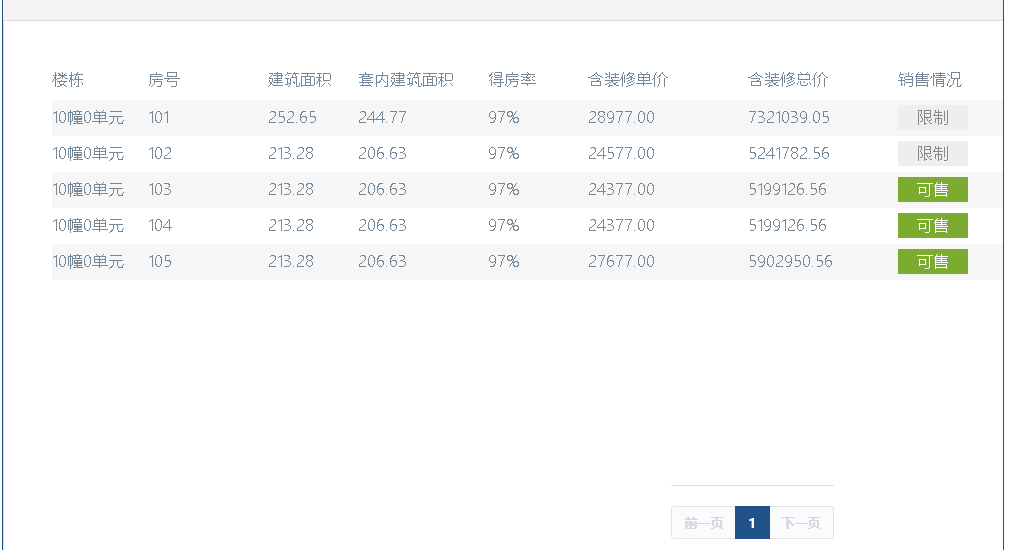 楼栋 房号 建筑面积 套内建筑面积 得房率 含装修单价 含装修总价 销售情况
10幢0单元 101 252.65 244.77 97% 28977.00 7321039.05 限制
10幢0单元 102 213.28 206.63 97% 24577.00 5241782.56 限制
10幢0单元 103 213.28 206.63 97% 24377.00 5199126.56 可售
10幢0单元 104 213.28 206.63 97% 24377.00 5199126.56 可售
10幢0单元 105 213.28 206.63 97% 27677.00 5902950.56 可售
前一页 1 下一页